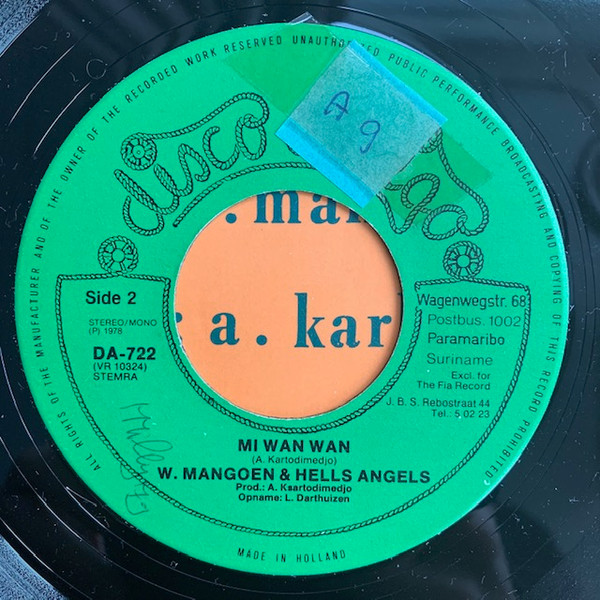 ALL RIGHTS OF THE MANUFACTURER AND OF THE OWNER OF THE RECORDED WORK RESERVED UNAUTHORISED PUBLIC PERFORMANCE BROADCASTING AND COPYING OF THIS RECORD PROHIBITED
disco
A9
. man
a . kar
Side 2
STEREO/MONO
(P) 1978
DA-722
(VR 10324)
STEMRA
Wagenwegstr. 68
Postbus. 1002
Paramaribo
Suriname
Excl. for
The Fia Record
J. B. S. Rebostraat 44
Tel.: 5 02 23
MI WAN WAN
(A. Kartodimedjo)
W. MANGOEN & HELLS ANGELS
Prod.: A. Kaartodimedjo
Opname: L. Darthuizen
MADE IN HOLLAND